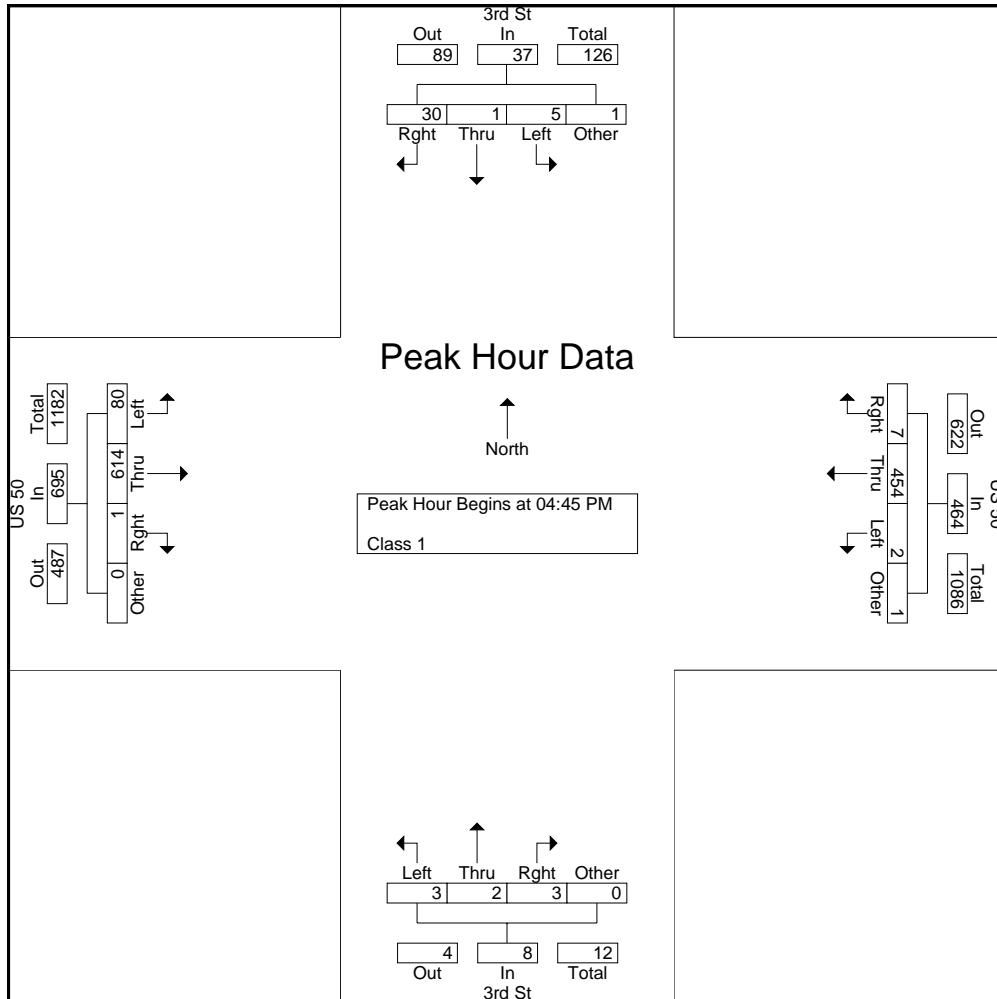 3rd St
Out In Total
89 37 126
30 1 5 1
Rght Thru Left Other
Peak Hour Data
North
Peak Hour Begins at 04:45 PM
Class 1
US 50
Total In Out
1182 695 487
80 614 1 0
Left Thru Rght Other
Rght Thru Left Other
7 454 2 1
Out In Total
622 464 1086
US 50
Left Thru Rght Other
3 2 3 0
4 8 12
Out In Total
3rd St